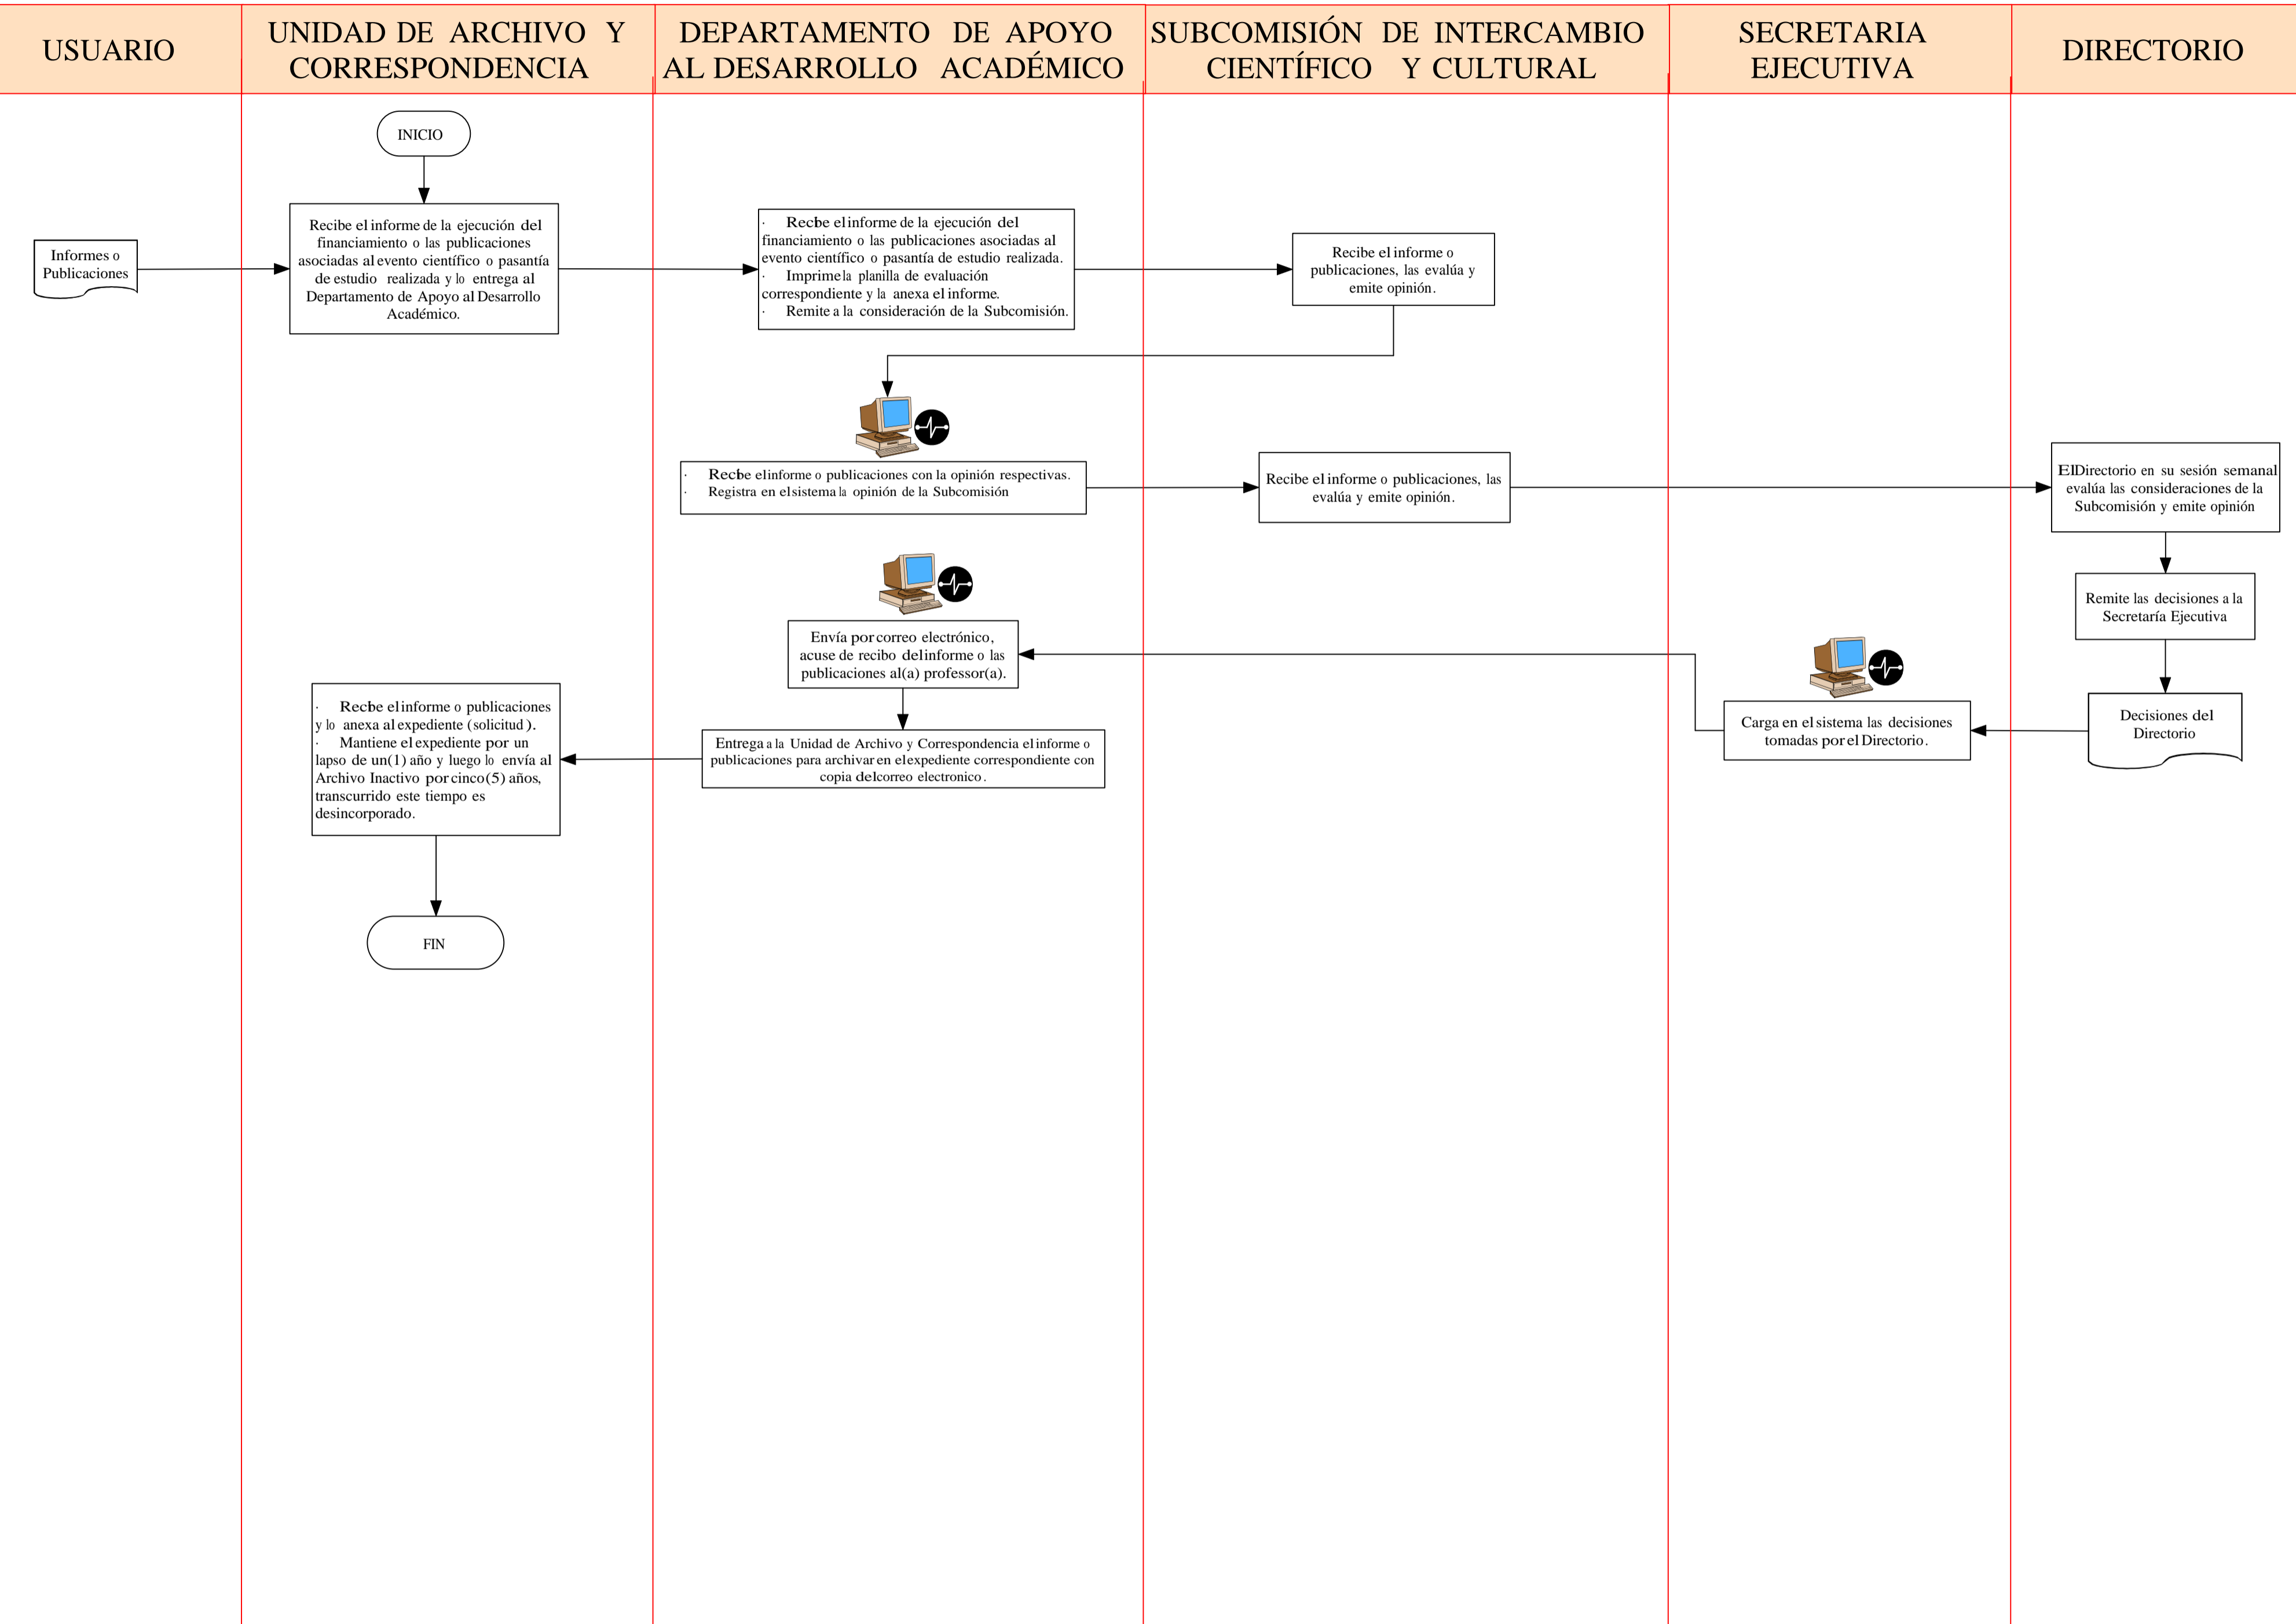 USUARIO
UNIDAD DE ARCHIVO Y
CORRESPONDENCIA
DEPARTAMENTO DE APOYO
AL DESARROLLO ACADÉMICO
SUBCOMISIÓN DE INTERCAMBIO
CIENTÍFICO Y CULTURAL
SECRETARIA
EJECUTIVA
DIRECTORIO
INICIO
Informes o
Publicaciones
Recibe el informe de la ejecución del
financiamiento o las publicaciones
asociadas al evento científico o pasantía
de estudio realizada y lo entrega al
Departamento de Apoyo al Desarrollo
Académico.
· Recibe el informe de la ejecución del
financiamiento o las publicaciones asociadas al
evento científico o pasantía de estudio realizada.
· Imprime la planilla de evaluación
correspondiente y la anexa el informe.
· Remite a la consideración de la Subcomisión.
Recibe el informe o
publicaciones, las evalúa y
emite opinión.
· Recibe el informe o publicaciones con la opinión respectivas.
· Registra en el sistema la opinión de la Subcomisión
Recibe el informe o publicaciones, las
evalúa y emite opinión.
El Directorio en su sesión semanal
evalúa las consideraciones de la
Subcomisión y emite opinión
Remite las decisiones a la
Secretaría Ejecutiva
Decisiones del
Directorio
Carga en el sistema las decisiones
tomadas por el Directorio.
Envía por correo electrónico,
acuse de recibo del informe o las
publicaciones al(a) professor(a).
Entrega a la Unidad de Archivo y Correspondencia el informe o
publicaciones para archivar en el expediente correspondiente con
copia del correo electronico.
· Recibe el informe o publicaciones
y lo anexa al expediente (solicitud).
· Mantiene el expediente por un
lapso de un(1) año y luego lo envía al
Archivo Inactivo por cinco(5) años,
transcurrido este tiempo es
desincorporado.
FIN